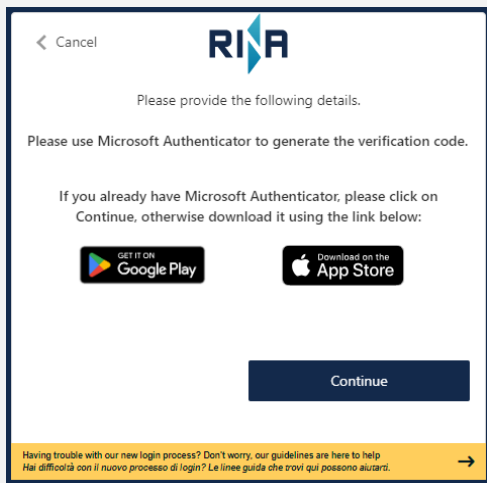 Cancel
RINA
Please provide the following details.
Please use Microsoft Authenticator to generate the verification code.
If you already have Microsoft Authenticator, please click on
Continue, otherwise download it using the link below:
GET IT ON
Google Play
Download on the
App Store
Continue
Having trouble with our new login process? Don't worry, our guidelines are here to help
Hai difficoltà con il nuovo processo di login? Le linee guida che trovi qui possono aiutarti.